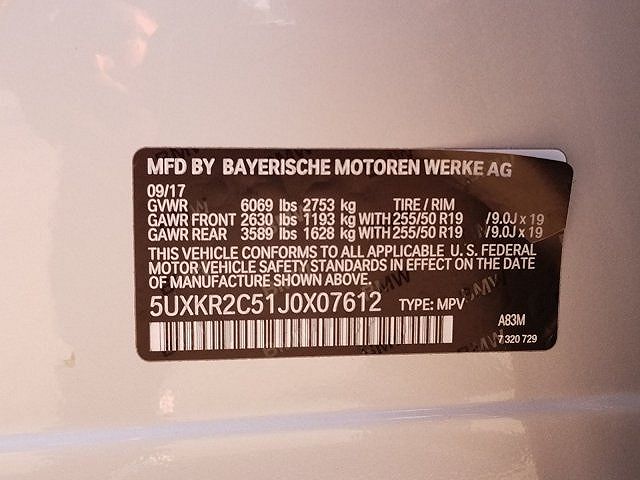 MFD BY BAYERISCHE MOTOREN WERKE AG
09/17
GVWR 6069 lbs 2753 kg TIRE / RIM
GAWR FRONT 2630 lbs 1193 kg WITH 255/50 R19 /9.0J x 19
GAWR REAR 3589 lbs 1628 kg WITH 255/50 R19 /9.0J x 19
THIS VEHICLE CONFORMS TO ALL APPLICABLE U. S. FEDERAL
MOTOR VEHICLE SAFETY STANDARDS IN EFFECT ON THE DATE
OF MANUFACTURE SHOWN ABOVE.
5UXKR2C51J0X07612 TYPE: MPV
A83M
7 320 729
BMW
BMW
BMW